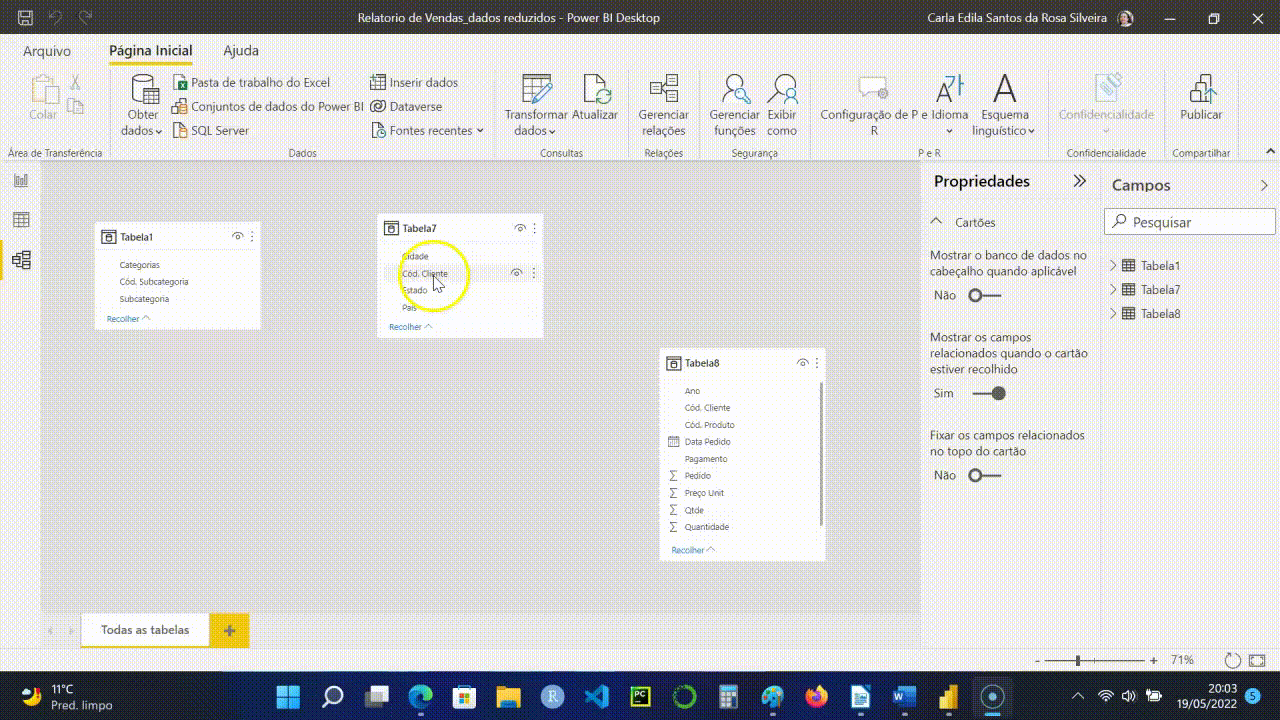 Relatorio de Vendas_dados reduzidos - Power BI Desktop
Carla Edila Santos da Rosa Silveira
Arquivo
Página Inicial
Ajuda
Colar
Área de Transferência
Obter dados
Pasta de trabalho do Excel
Conjuntos de dados do Power BI
SQL Server
Inserir dados
Dataverse
Fontes recentes
Dados
Transformar dados
Atualizar
Consultas
Gerenciar relações
Relações
Gerenciar funções
Exibir como
Segurança
Configuração de P e R
Idioma
Esquema linguístico
P e R
Confidencialidade
Confidencialidade
Publicar
Compartilhar
Tabela1
Categorias
Cód. Subcategoria
Subcategoria
Recolher
Tabela7
Cidade
Cód. Cliente
Estado
País
Recolher
Tabela8
Ano
Cód. Cliente
Cód. Produto
Data Pedido
Pagamento
Pedido
Preço Unit
Qtde
Quantidade
Recolher
Propriedades
Cartões
Mostrar o banco de dados no
cabeçalho quando aplicável
Não
Mostrar os campos
relacionados quando o cartão
estiver recolhido
Sim
Fixar os campos relacionados
no topo do cartão
Não
Campos
Pesquisar
Tabela1
Tabela7
Tabela8
Todas as tabelas
- + 71%
11°C
Pred. limpo
R
PC
W
20:03
19/05/2022
5